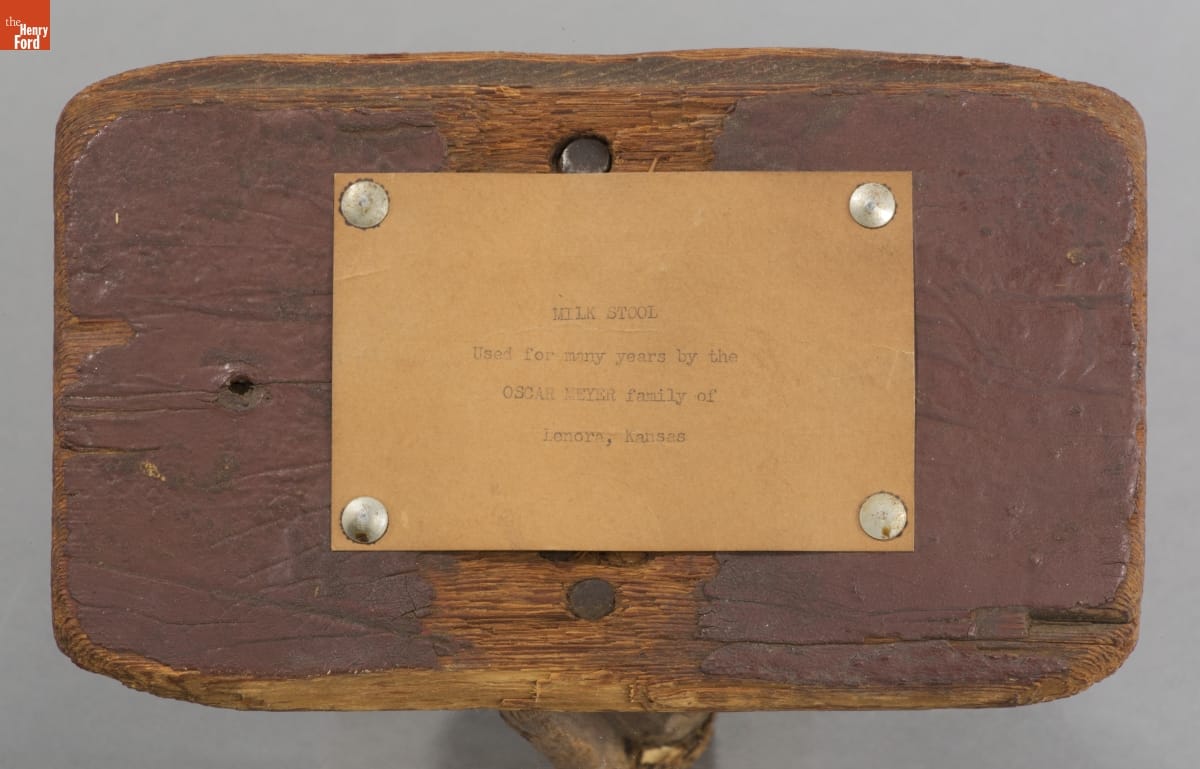 the
Henry
Ford
MILK STOOL
Used for many years by the
OSCAR MEYER family of
Lenora, Kansas